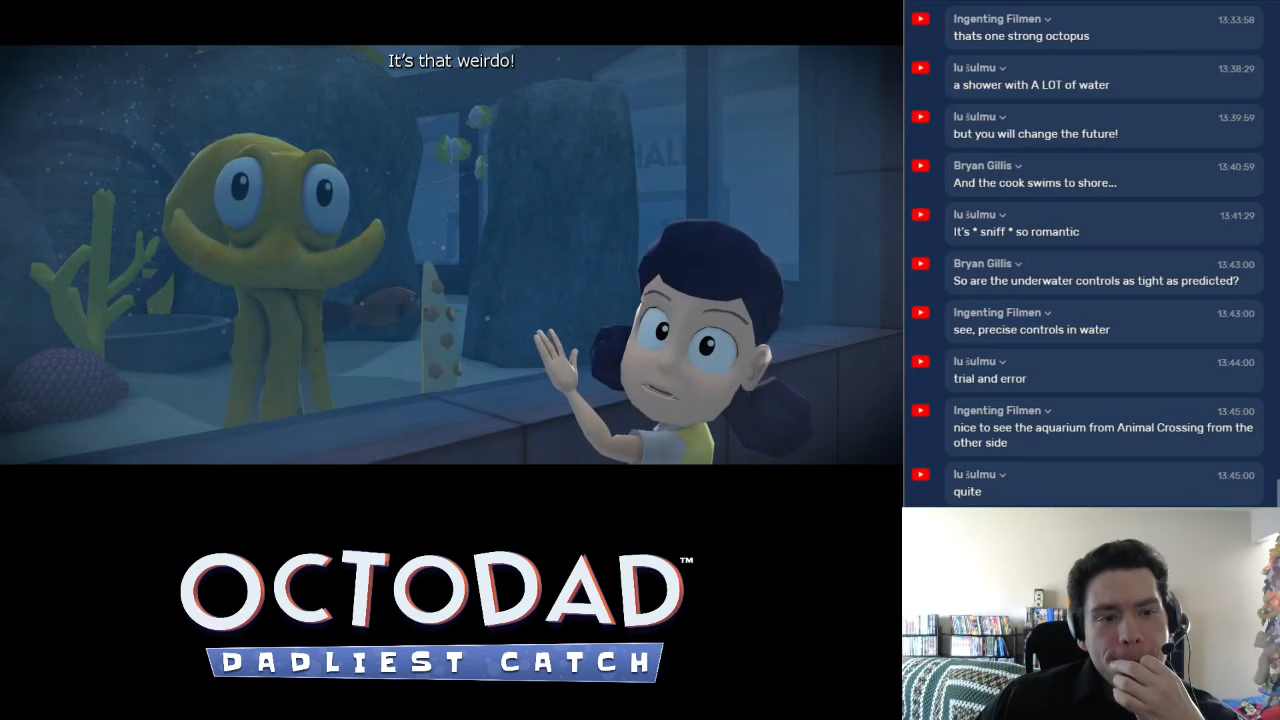 It's that weirdo!
HALL
OCTODAD™
DADLIEST CATCH
Ingenting Filmen 13:33:58
thats one strong octopus
lu šulmu 13:38:29
a shower with A LOT of water
lu šulmu 13:39:59
but you will change the future!
Bryan Gillis 13:40:59
And the cook swims to shore...
lu šulmu 13:41:29
It's * sniff * so romantic
Bryan Gillis 13:43:00
So are the underwater controls as tight as predicted?
Ingenting Filmen 13:43:00
see, precise controls in water
lu šulmu 13:44:00
trial and error
Ingenting Filmen 13:45:00
nice to see the aquarium from Animal Crossing from the
other side
lu šulmu 13:45:00
quite